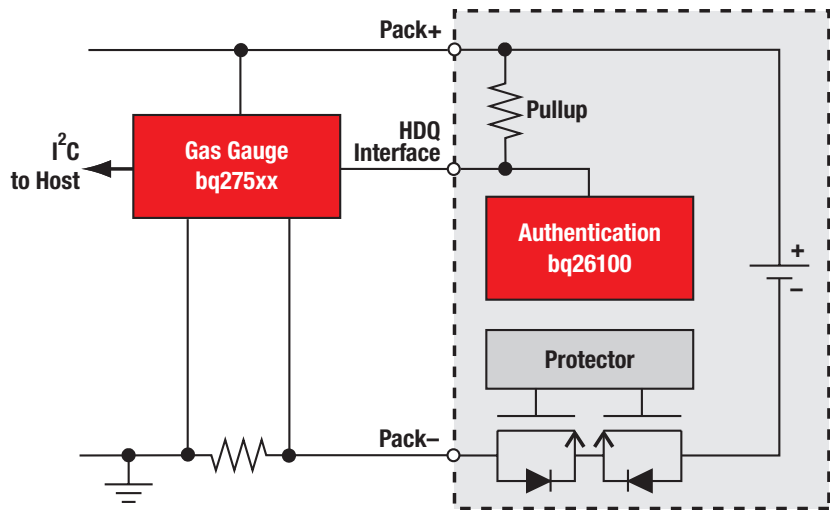 Pack+
Pullup
HDQ
Interface
I²C
to Host
Gas Gauge
bq275xx
Authentication
bq26100
+
–
Protector
Pack–